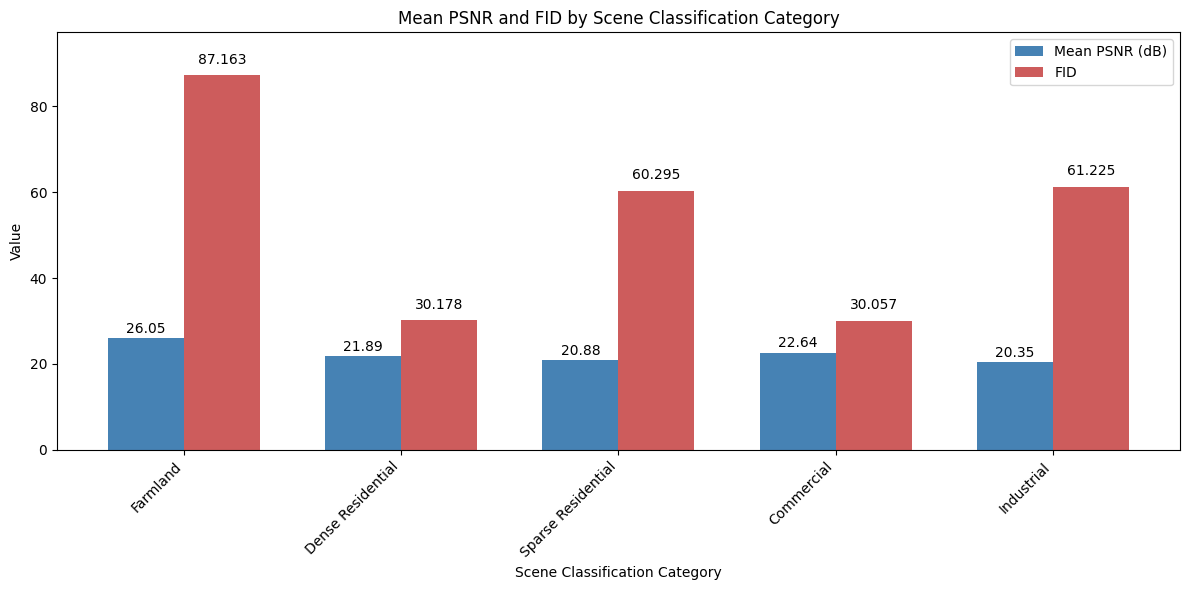 Mean PSNR and FID by Scene Classification Category
Mean PSNR (dB)
FID
Value
80
60
40
20
0
87.163
26.05
30.178
21.89
60.295
20.88
30.057
22.64
61.225
20.35
Farmland
Dense Residential
Sparse Residential
Commercial
Industrial
Scene Classification Category